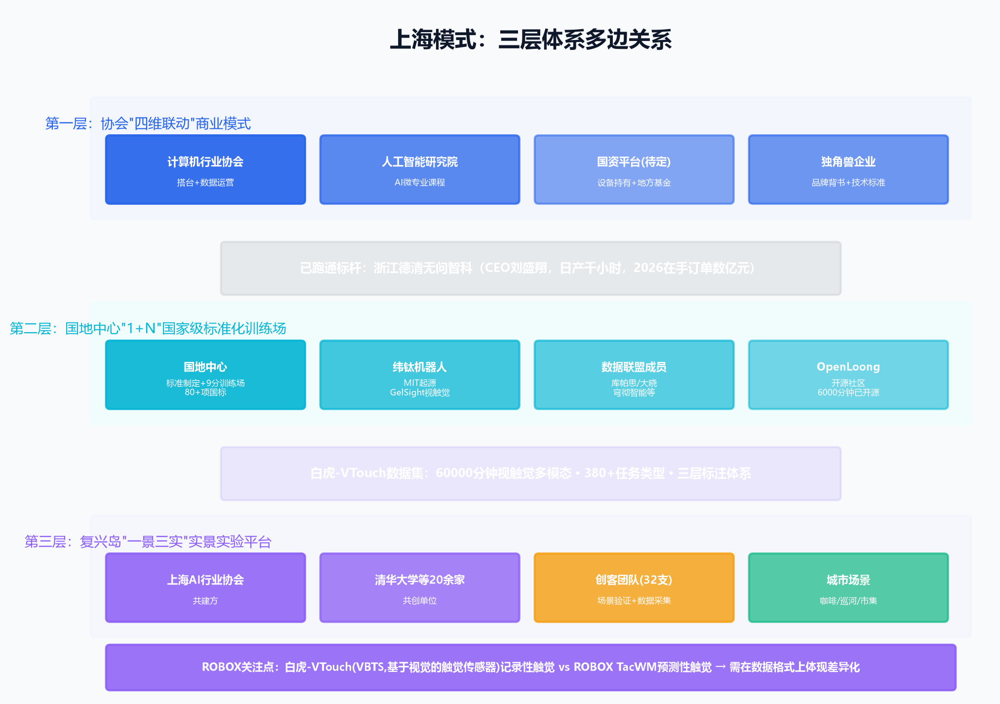 上海模式：三层体系多边关系
第一层：协会"四维联动"商业模式
计算机行业协会
搭台+数据运营
人工智能研究院
AI微专业课程
国资平台(待定)
设备持有+地方基金
独角兽企业
品牌背书+技术标准
已跑通标杆：浙江德清无问智科（CEO刘盛翔，日产千小时，2026在手订单数亿元）
第二层：国地中心"1+N"国家级标准化训练场
国地中心
标准制定+9分训练场
80+项国标
纬钛机器人
MIT起源
GelSight视触觉
数据联盟成员
库帕思/大晓
穹彻智能等
OpenLoong
开源社区
6000分钟已开源
白虎-VTouch数据集：60000分钟视触觉多模态•380+任务类型•三层标注体系
第三层：复兴岛"一景三实"实景实验平台
上海AI行业协会
共建方
清华大学等20余家
共创单位
创客团队(32支)
场景验证+数据采集
城市场景
咖啡/巡河/市集
ROBOX关注点：白虎-VTouch(VBTS,基于视觉的触觉传感器)记录性触觉 vs ROBOX TacWM预测性触觉 → 需在数据格式上体现差异化